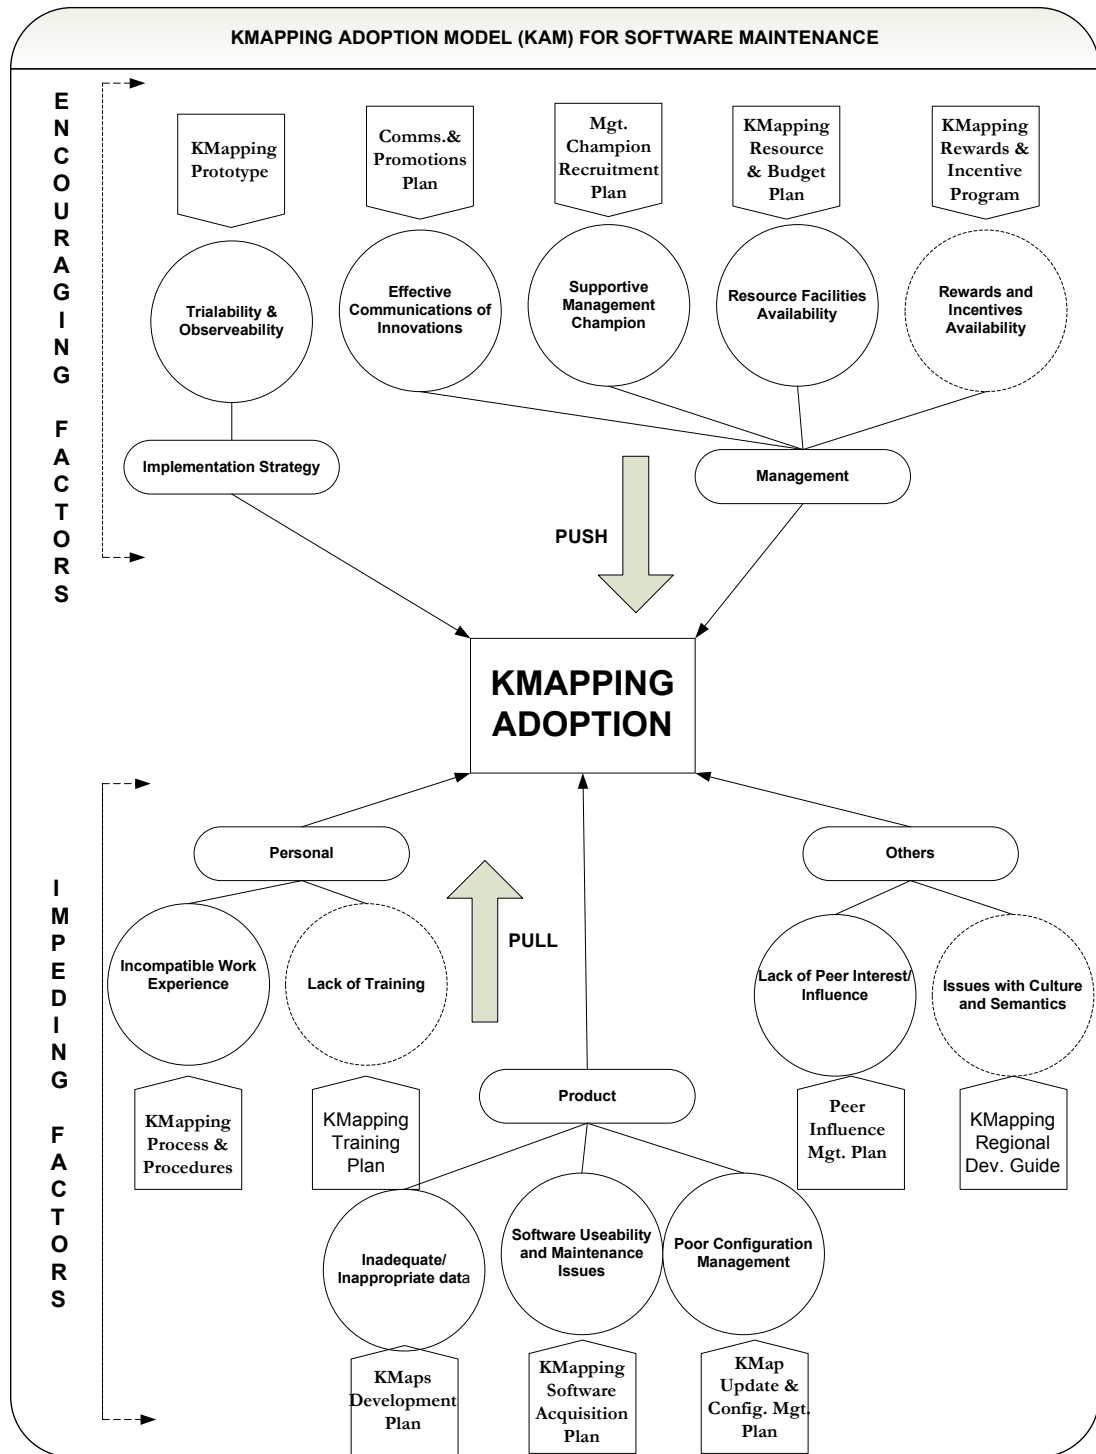 KMAPPING ADOPTION MODEL (KAM) FOR SOFTWARE MAINTENANCE
ENCOURAGING FACTORS
KMapping
Prototype
Comms.&
Promotions
Plan
Mgt.
Champion
Recruitment
Plan
KMapping
Resource
& Budget
Plan
KMapping
Rewards &
Incentive
Program
Trialability &
Observeability
Effective
Communications of
Innovations
Supportive
Management
Champion
Resource Facilities
Availability
Rewards and
Incentives
Availability
Implementation Strategy
Management
PUSH
KMAPPING
ADOPTION
IMPEDING FACTORS
Personal
Others
PULL
Incompatible Work
Experience
Lack of Training
Lack of Peer Interest/
Influence
Issues with Culture
and Semantics
KMapping
Process &
Procedures
KMapping
Training
Plan
Product
Peer
Influence
Mgt. Plan
KMapping
Regional
Dev. Guide
Inadequate/
Inappropriate data
Software Useability
and Maintenance
Issues
Poor Configuration
Management
KMaps
Development
Plan
KMapping
Software
Acquisition
Plan
KMap
Update &
Config. Mgt.
Plan